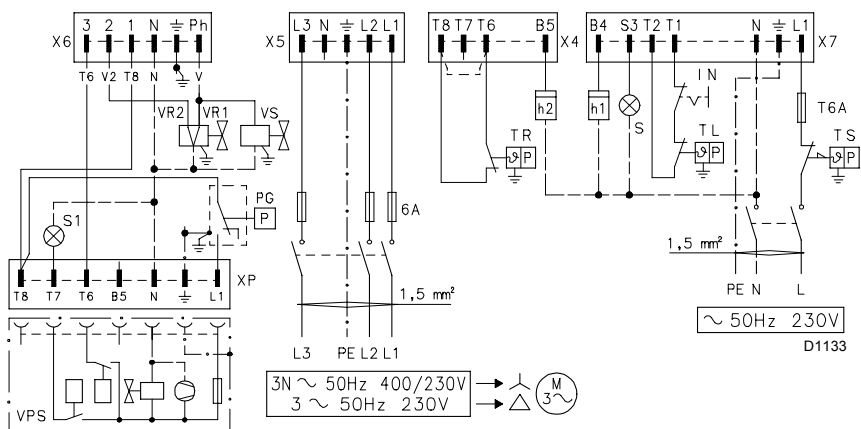 X6 3 2 1 N Ph
T6 V2 T8 N V
VR2 VR1 VS
PG
P
S1
XP
T8 T7 T6 B5 N L1
VPS
X5 L3 N L2 L1
6A
1,5 mm²
L3 PE L2 L1
3N ~ 50Hz 400/230V
3 ~ 50Hz 230V
M
3~
T8 T7 T6 B5 X4
h2
TR
ϑ P
B4 S3 T2 T1 N L1 X7
h1
S
IN
TL
ϑ P
T6A
TS
ϑ P
1,5 mm²
PE N L
~ 50Hz 230V
D1133